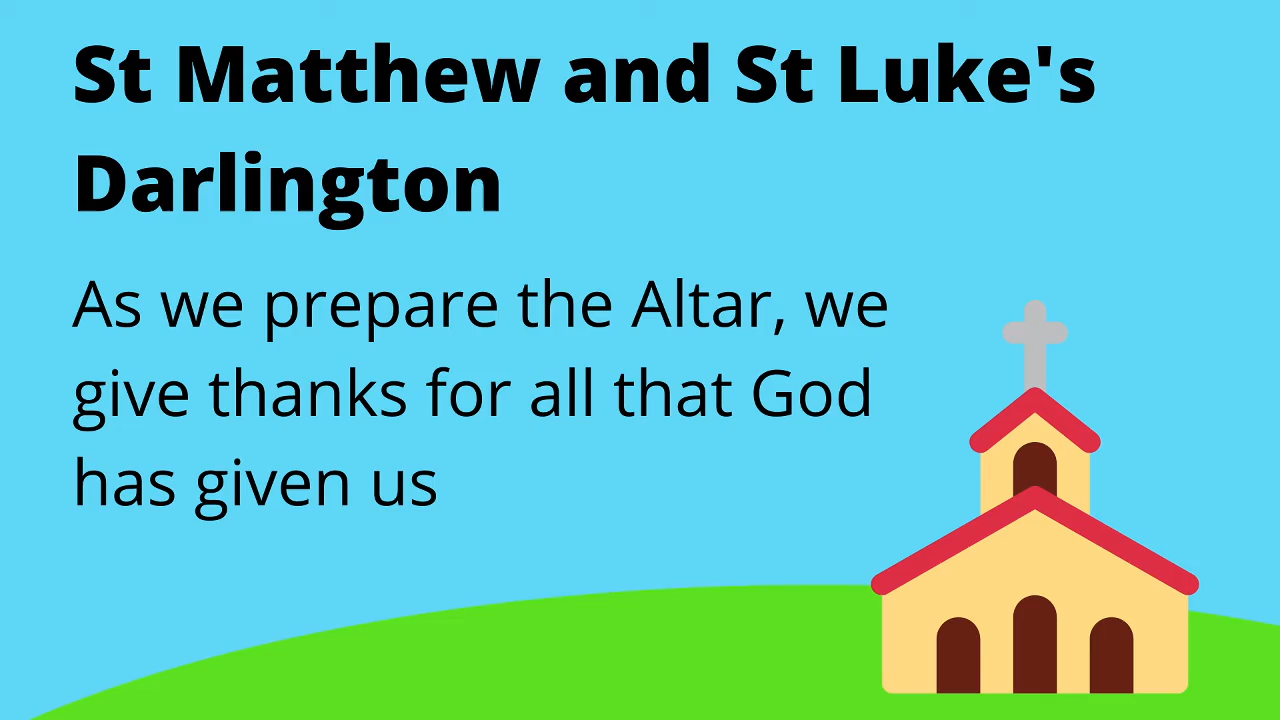 St Matthew and St Luke's
Darlington
As we prepare the Altar, we
give thanks for all that God
has given us